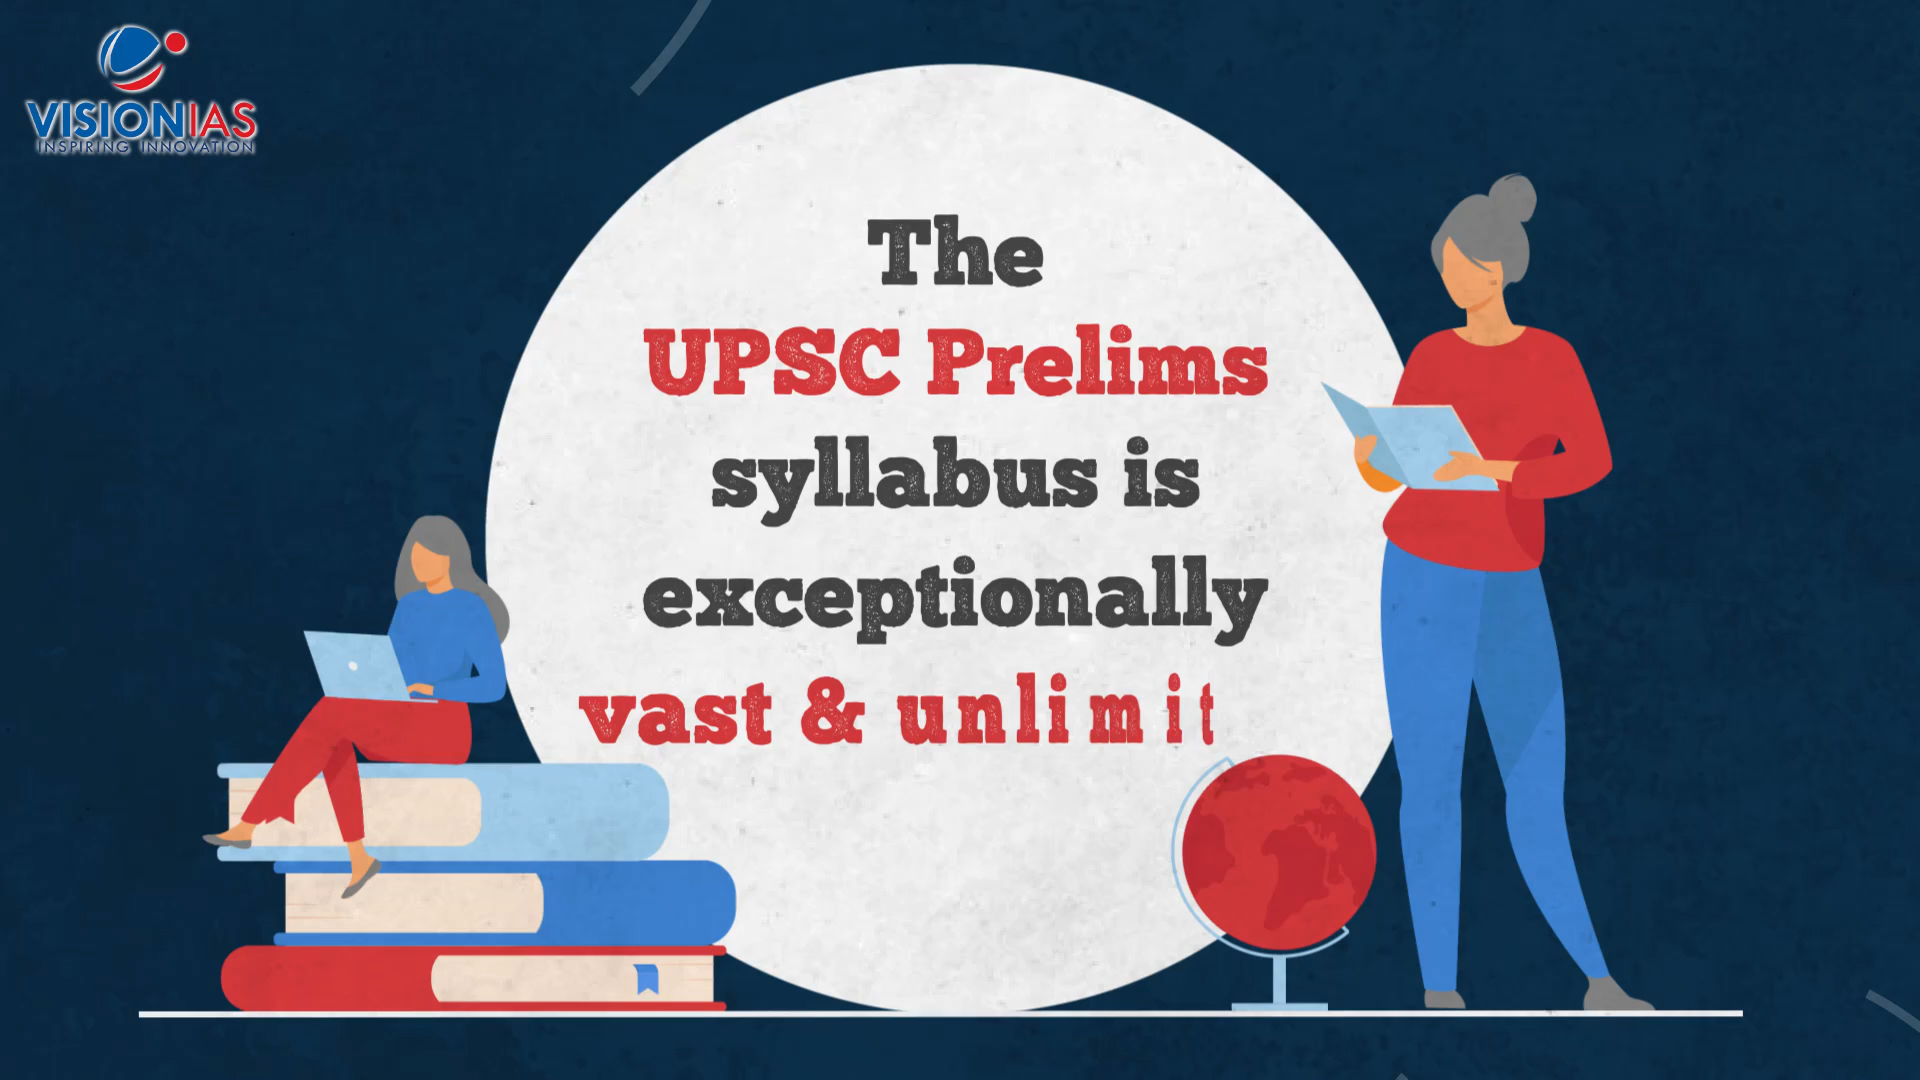 VISIONIAS
INSPIRING INNOVATION
The
UPSC Prelims
syllabus is
exceptionally
vast & unlimit